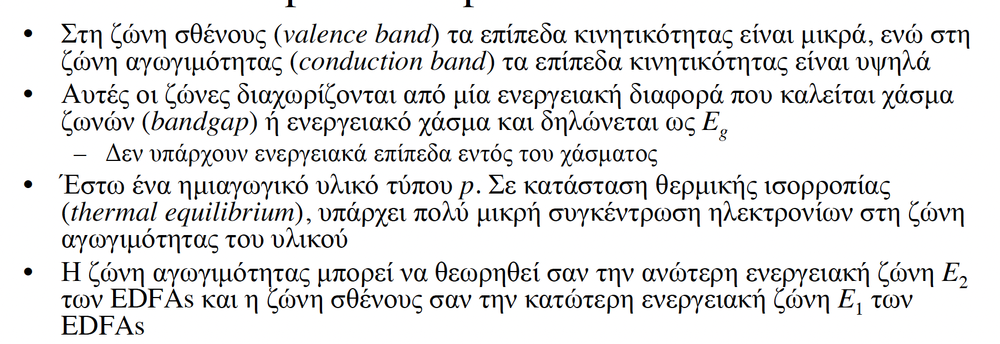 • Στη ζώνη σθένους (valence band) τα επίπεδα κινητικότητας είναι μικρά, ενώ στη
ζώνη αγωγιμότητας (conduction band) τα επίπεδα κινητικότητας είναι υψηλά
• Αυτές οι ζώνες διαχωρίζονται από μία ενεργειακή διαφορά που καλείται χάσμα
ζωνών (bandgap) ή ενεργειακό χάσμα και δηλώνεται ως Eg
– Δεν υπάρχουν ενεργειακά επίπεδα εντός του χάσματος
• Έστω ένα ημιαγωγικό υλικό τύπου p. Σε κατάσταση θερμικής ισορροπίας
(thermal equilibrium), υπάρχει πολύ μικρή συγκέντρωση ηλεκτρονίων στη ζώνη
αγωγιμότητας του υλικού
• Η ζώνη αγωγιμότητας μπορεί να θεωρηθεί σαν την ανώτερη ενεργειακή ζώνη E2
των EDFAs και η ζώνη σθένους σαν την κατώτερη ενεργειακή ζώνη E1 των
EDFAs